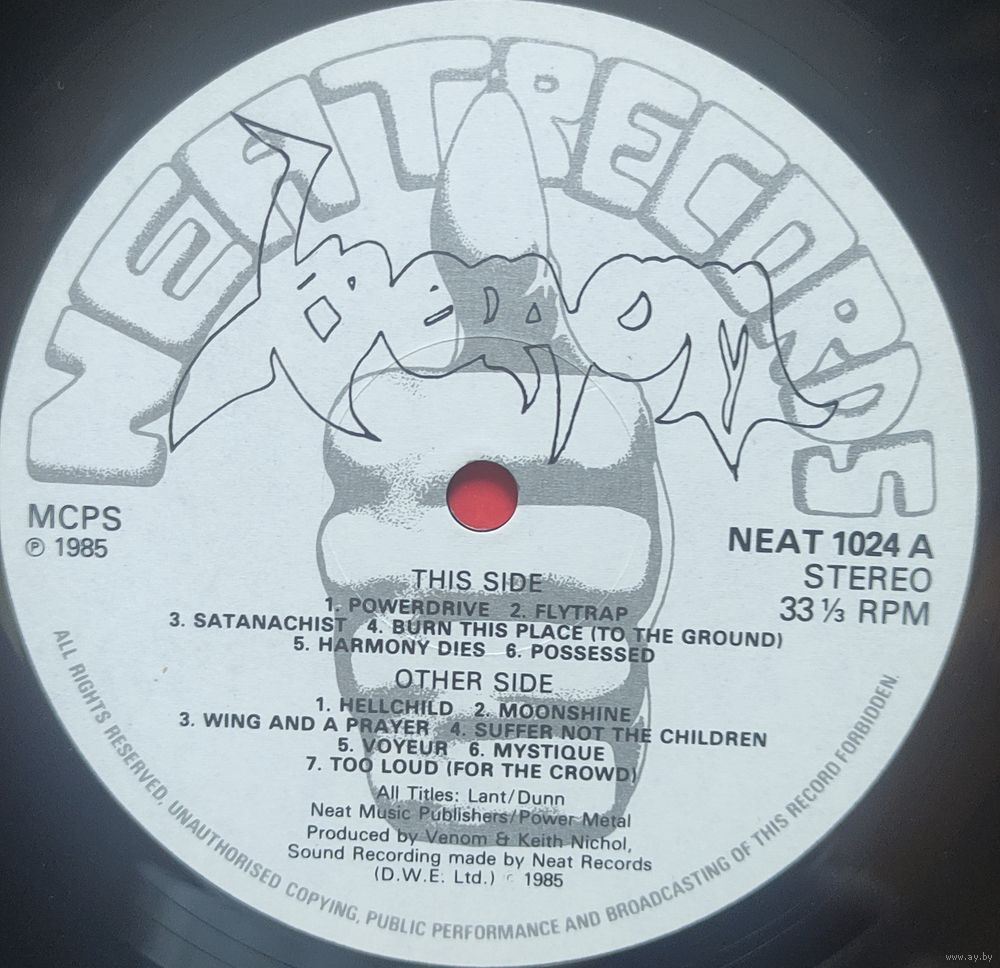 NEAT RECORDS
Venom
MCPS
℗ 1985
NEAT 1024 A
STEREO
33 ⅓ RPM
THIS SIDE
1. POWERDRIVE 2. FLYTRAP
3. SATANACHIST 4. BURN THIS PLACE (TO THE GROUND)
5. HARMONY DIES 6. POSSESSED
OTHER SIDE
1. HELLCHILD 2. MOONSHINE
3. WING AND A PRAYER 4. SUFFER NOT THE CHILDREN
5. VOYEUR 6. MYSTIQUE
7. TOO LOUD (FOR THE CROWD)
All Titles: Lant/Dunn
Neat Music Publishers/Power Metal
Produced by Venom & Keith Nichol,
Sound Recording made by Neat Records
(D.W.E. Ltd.) © 1985
ALL RIGHTS RESERVED. UNAUTHORISED COPYING, PUBLIC PERFORMANCE AND BROADCASTING OF THIS RECORD FORBIDDEN.
www.ay.by